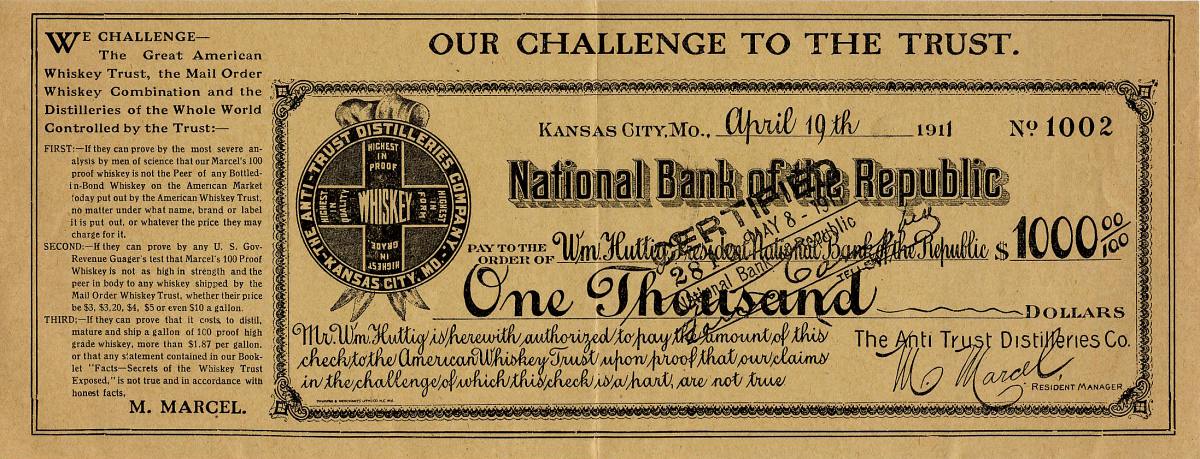 WE CHALLENGE—
The Great American
Whiskey Trust, the Mail Order
Whiskey Combination and the
Distilleries of the Whole World
Controlled by the Trust:—
FIRST:—If they can prove by the most severe an-
alysis by men of science that our Marcel's 100
proof whiskey is not the Peer of any Bottled-
in-Bond Whiskey on the American Market
today put out by the American Whiskey Trust,
no matter under what name, brand or label
it is put out, or whatever the price they may
charge for it.
SECOND:—If they can prove by any U. S. Gov-
Revenue Guager's test that Marcel's 100 Proof
Whiskey is not as high in strength and the
peer in body to any whiskey shipped by the
Mail Order Whiskey Trust, whether their price
be $3, $3,20, $4, $5 or even $10 a gallon.
THIRD:—If they can prove that it costs to distil,
mature and ship a gallon of 100 proof high
grade whiskey, more than $1.87 per gallon.
or that any statement contained in our Book-
let "Facts—Secrets of the Whiskey Trust
Exposed," is not true and in accordance with
honest facts,
M. MARCEL.
OUR CHALLENGE TO THE TRUST.
THE ANTI-TRUST DISTILLERIES COMPANY.
-KANSAS CITY, MO.-
HIGHEST IN PROOF
HIGHEST IN QUALITY
WHISKEY
HIGHEST IN FORM
HIGHEST IN GRADE
KANSAS CITY, MO., April 19th 1911 No 1002
National Bank of the Republic
PAY TO THE ORDER OF Wm Huttig, President National Bank of the Republic $1000 00/100
One Thousand DOLLARS
CERTIFIED
MAY 8 - 191
National Bank Republic
TELLER
Mr. Wm. Huttig is herewith authorized to pay the amount of this
check to the American Whiskey Trust upon proof that our claims
in the challenge of which this check is a part, are not true
The Anti Trust Distilleries Co.
M. Marcel.
RESIDENT MANAGER